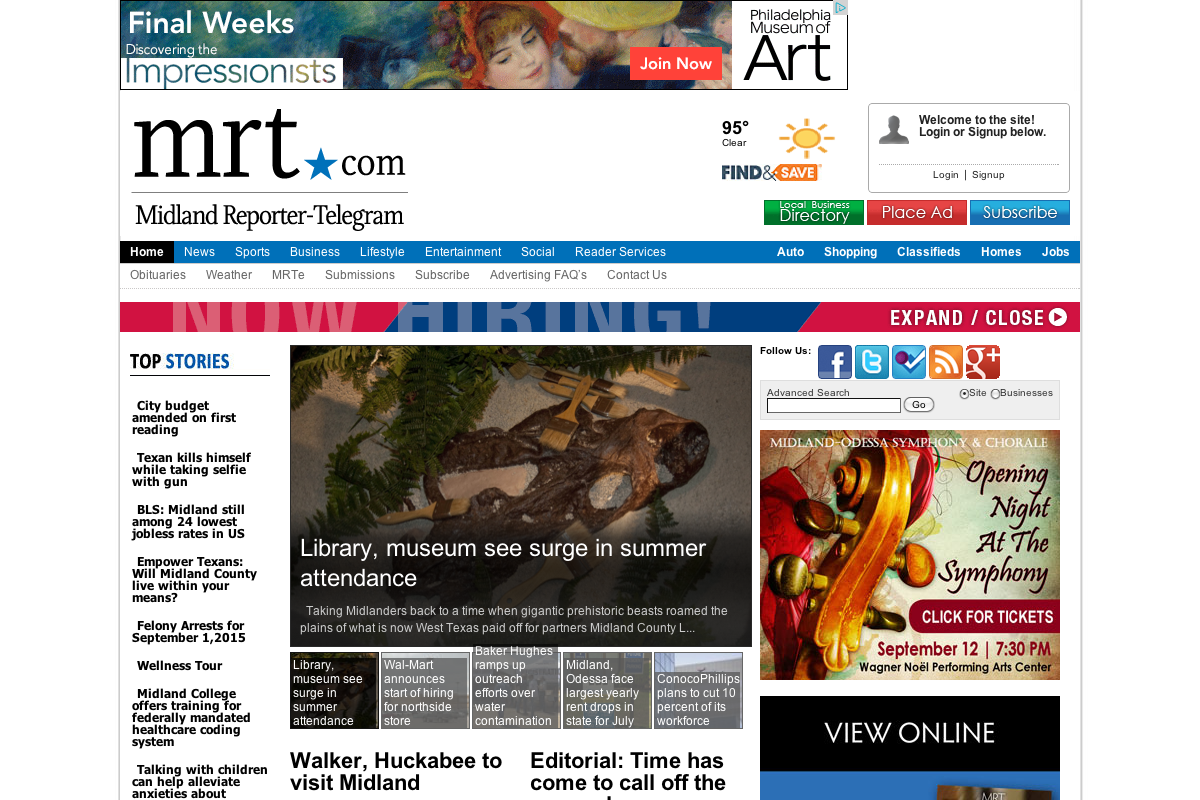 Final Weeks
Discovering the
Impressionists
Join Now
Philadelphia
Museum of
Art
mrt.com
Midland Reporter-Telegram
95°
Clear
FIND&SAVE
Welcome to the site!
Login or Signup below.
Login | Signup
Local Business
Directory
Place Ad
Subscribe
Home News Sports Business Lifestyle Entertainment Social Reader Services Auto Shopping Classifieds Homes Jobs
Obituaries Weather MRTe Submissions Subscribe Advertising FAQ's Contact Us
NOW HIRING!
EXPAND / CLOSE
TOP STORIES
City budget
amended on first
reading
Texan kills himself
while taking selfie
with gun
BLS: Midland still
among 24 lowest
jobless rates in US
Empower Texans:
Will Midland County
live within your
means?
Felony Arrests for
September 1,2015
Wellness Tour
Midland College
offers training for
federally mandated
healthcare coding
system
Talking with children
can help alleviate
anxieties about
Library, museum see surge in summer
attendance
Taking Midlanders back to a time when gigantic prehistoric beasts roamed the
plains of what is now West Texas paid off for partners Midland County L...
Library,
museum see
surge in
summer
attendance
Wal-Mart
announces
start of hiring
for northside
store
Baker Hughes
ramps up
outreach
efforts over
water
contamination
Midland,
Odessa face
largest yearly
rent drops in
state for July
ConocoPhillips
plans to cut 10
percent of its
workforce
Walker, Huckabee to
visit Midland
Editorial: Time has
come to call off the
Follow Us:
Advanced Search
Go
Site Businesses
MIDLAND-ODESSA SYMPHONY & CHORALE
Opening
Night
At The
Symphony
CLICK FOR TICKETS
September 12 | 7:30 PM
Wagner Noël Performing Arts Center
VIEW ONLINE
MRT